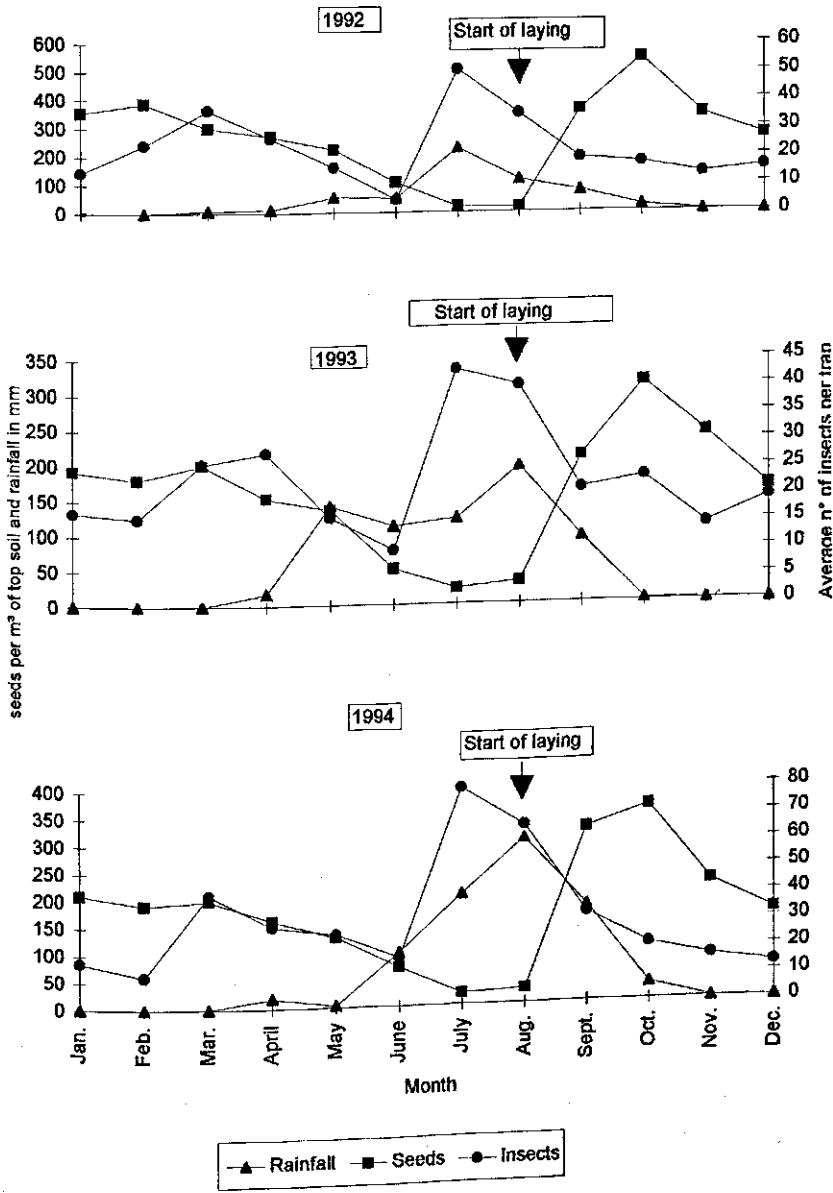 1992
Start of laying
600
500
400
300
200
100
0
60
50
40
30
20
10
0
Start of laying
1993
350
300
250
200
150
100
50
0
45
40
35
30
25
20
15
10
5
0
seeds per m³ of top soil and rainfall in mm
Average n° of insects per tran
1994
Start of laying
400
350
300
250
200
150
100
50
0
80
70
60
50
40
30
20
10
0
Jan.
Feb.
Mar.
April
May
June
July
Aug.
Sept.
Oct.
Nov.
Dec.
Month
Rainfall Seeds Insects